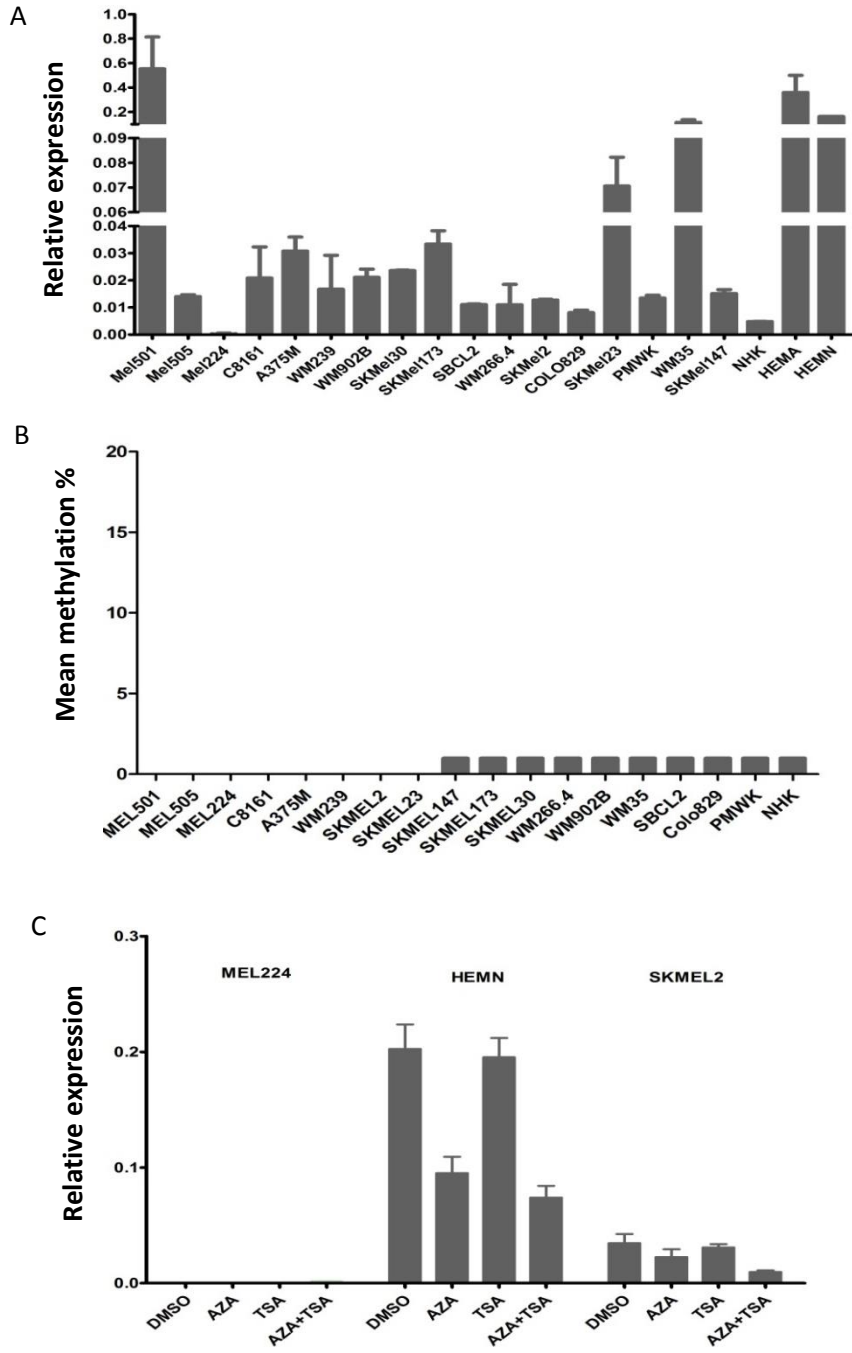 A
Relative expression
1.0
0.8
0.6
0.4
0.2
0.09
0.08
0.07
0.06
0.04
0.03
0.02
0.01
0.00
Mel501 Mel505 Mel224 C8161 A375M WM239 WM902B SKMel30 SKMel173 SBCL2 WM266.4 SKMel2 COLO829 SKMel23 PMWK WM35 SKMel147 NHK HEMA HEMN
B
Mean methylation %
20
15
10
5
0
MEL501 MEL505 MEL224 C8161 A375M WM239 SKMEL2 SKMEL23 SKMEL147 SKMEL173 SKMEL30 WM266.4 WM902B WM35 SBCL2 Colo829 PMWK NHK
C
Relative expression
0.3
0.2
0.1
0.0
MEL224 HEMN SKMEL2
DMSO AZA TSA AZA+TSA DMSO AZA TSA AZA+TSA DMSO AZA TSA AZA+TSA